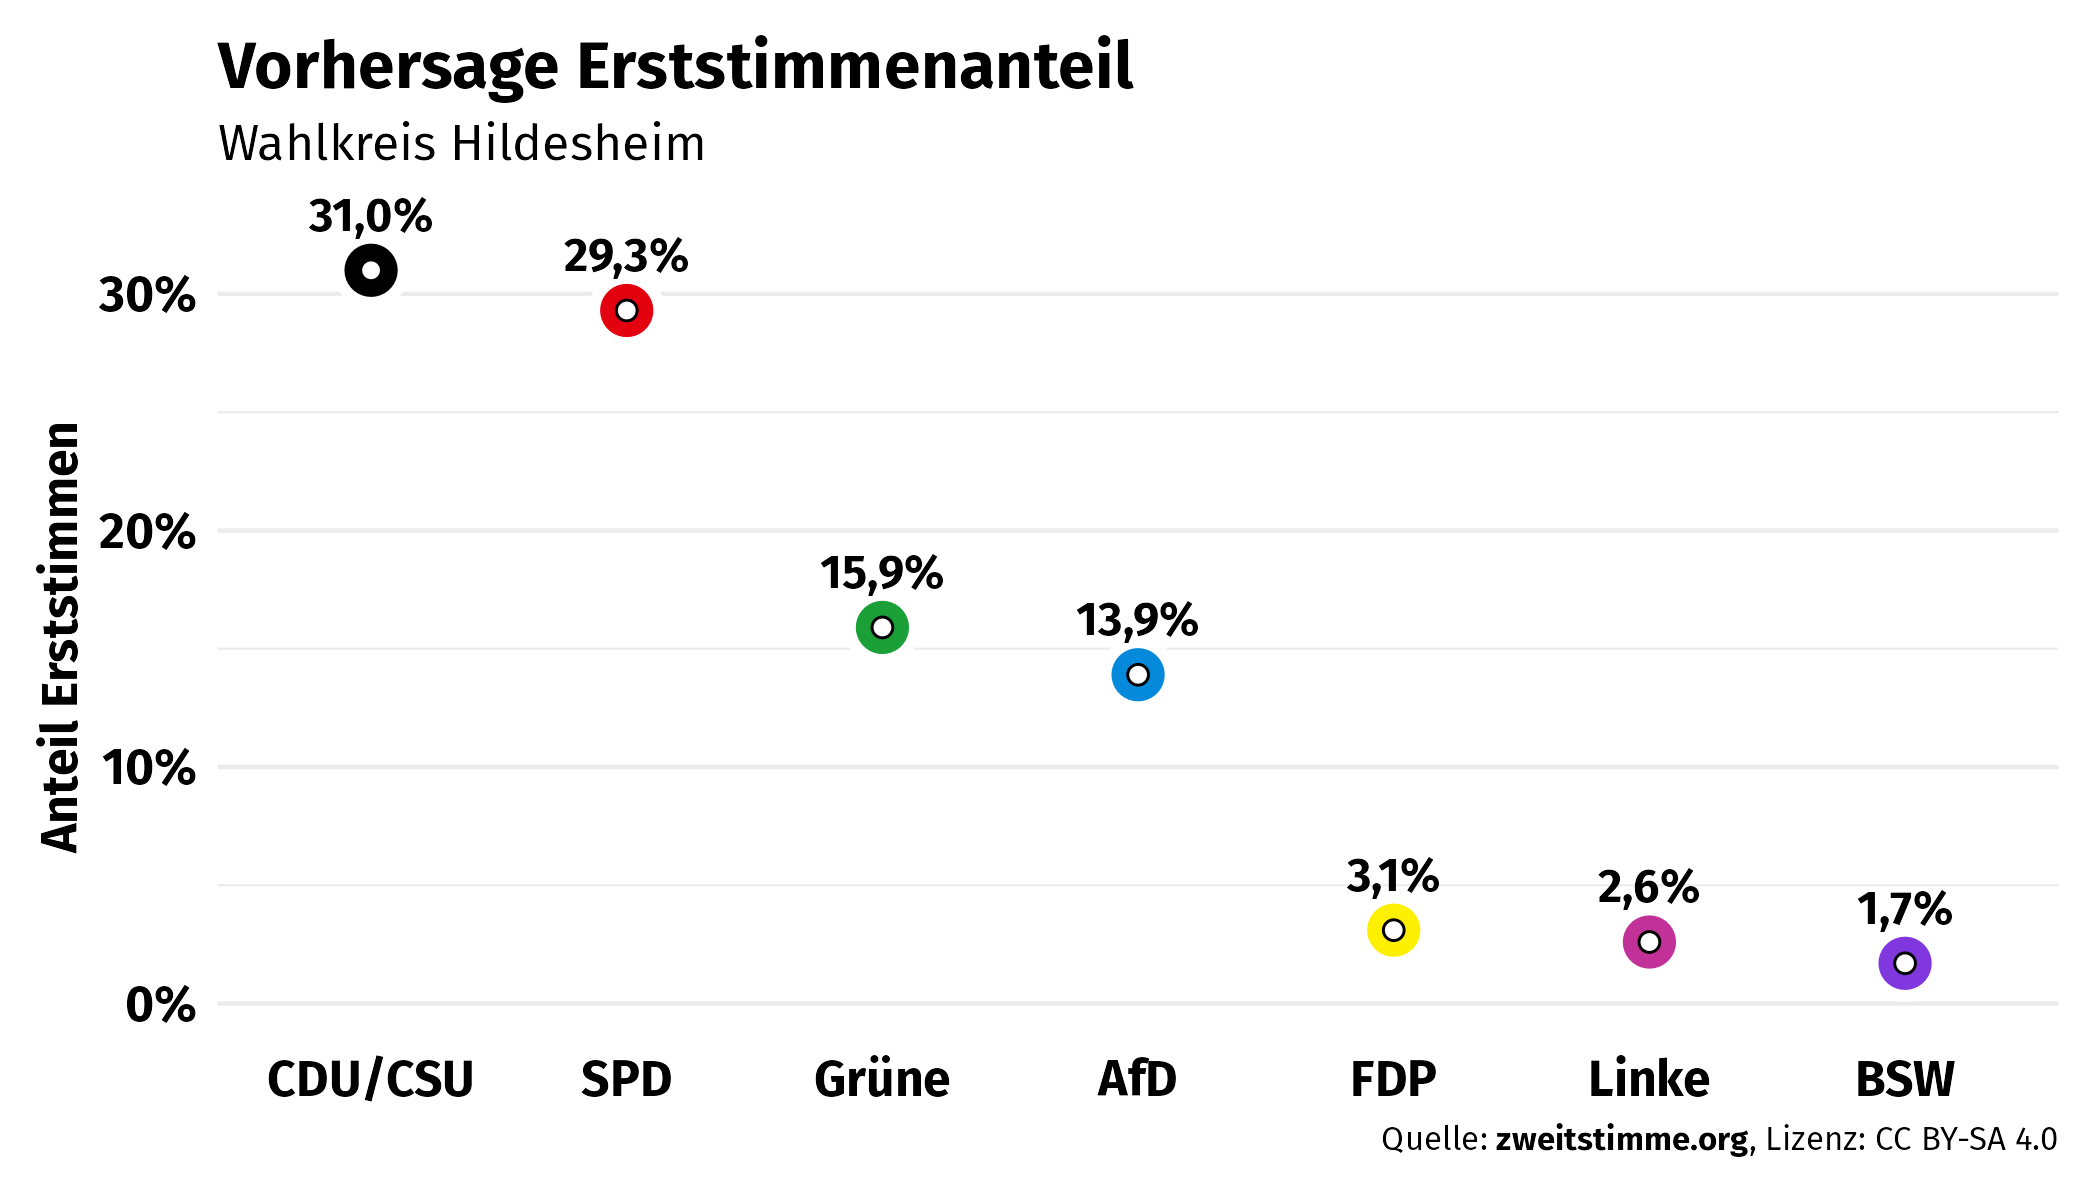 Vorhersage Erststimmenanteil
Wahlkreis Hildesheim
31,0%
29,3%
30%
20%
15,9%
13,9%
10%
3,1%
2,6%
1,7%
0%
Anteil Erststimmen
CDU/CSU SPD Grüne AfD FDP Linke BSW
Quelle: zweitstimme.org, Lizenz: CC BY-SA 4.0